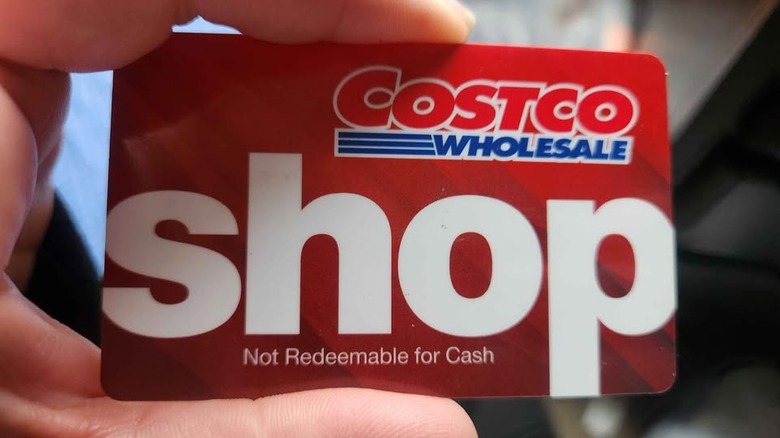 COSTCO
WHOLESALE
shop
Not Redeemable for Cash